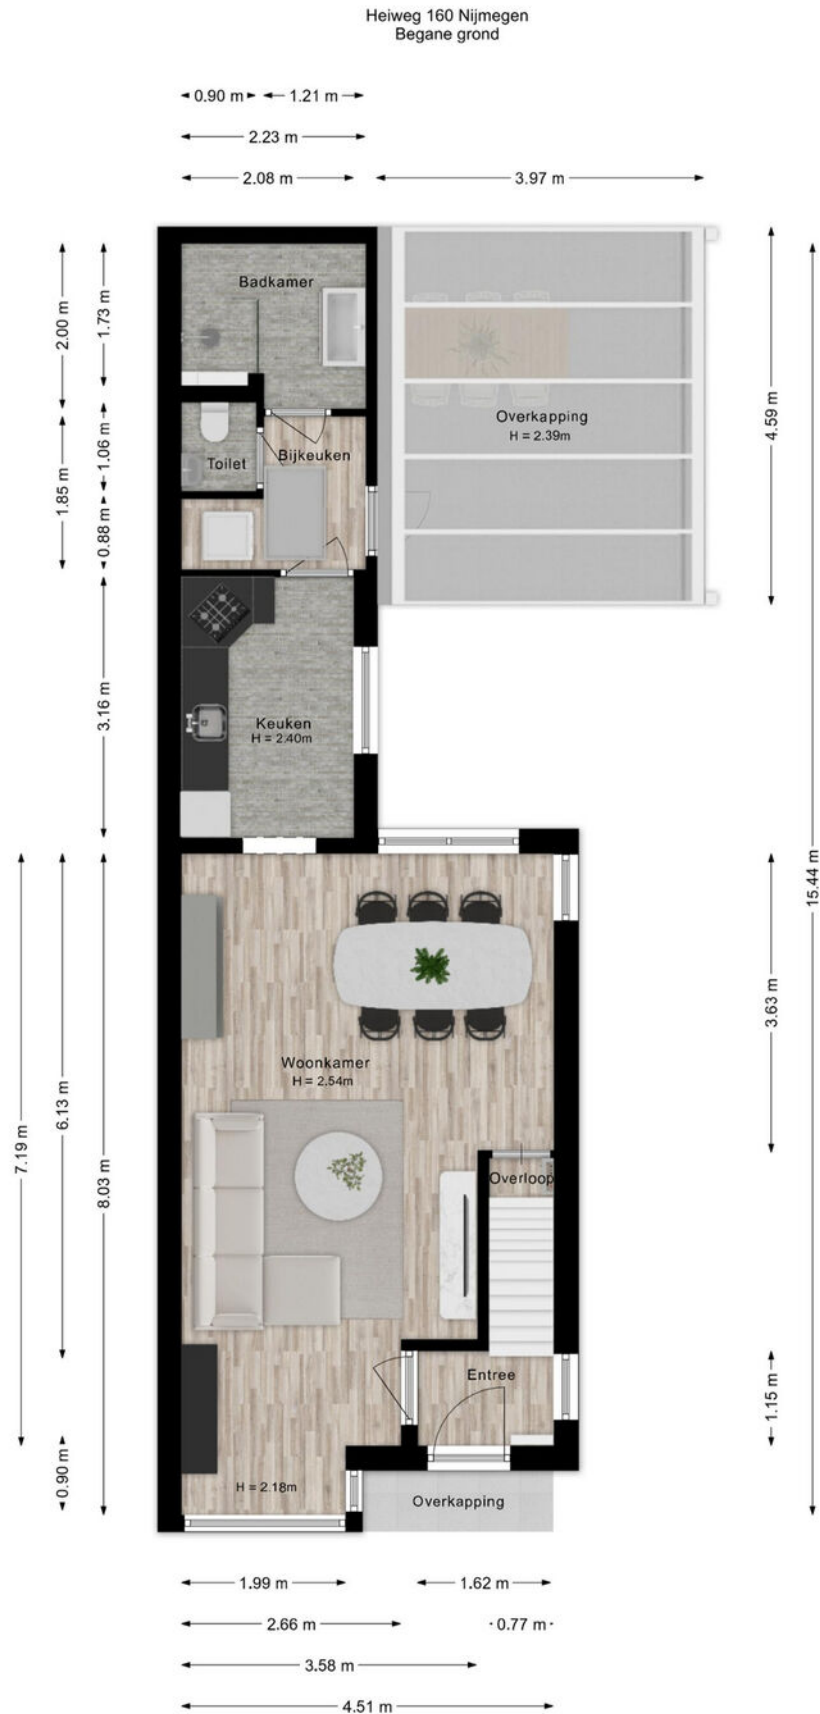 Heiweg 160 Nijmegen
Begane grond
0.90 m
1.21 m
2.23 m
2.08 m
3.97 m
Badkamer
2.00 m
1.73 m
4.59 m
Overkapping
H = 2.39m
Toilet
Bijkeuken
1.85 m
1.06 m
0.88 m
3.16 m
Keuken
H = 2.40m
15.44 m
3.63 m
Woonkamer
H = 2.54m
7.19 m
6.13 m
8.03 m
Overloop
Entree
1.15 m
0.90 m
H = 2.18m
Overkapping
1.99 m
1.62 m
2.66 m
0.77 m
3.58 m
4.51 m